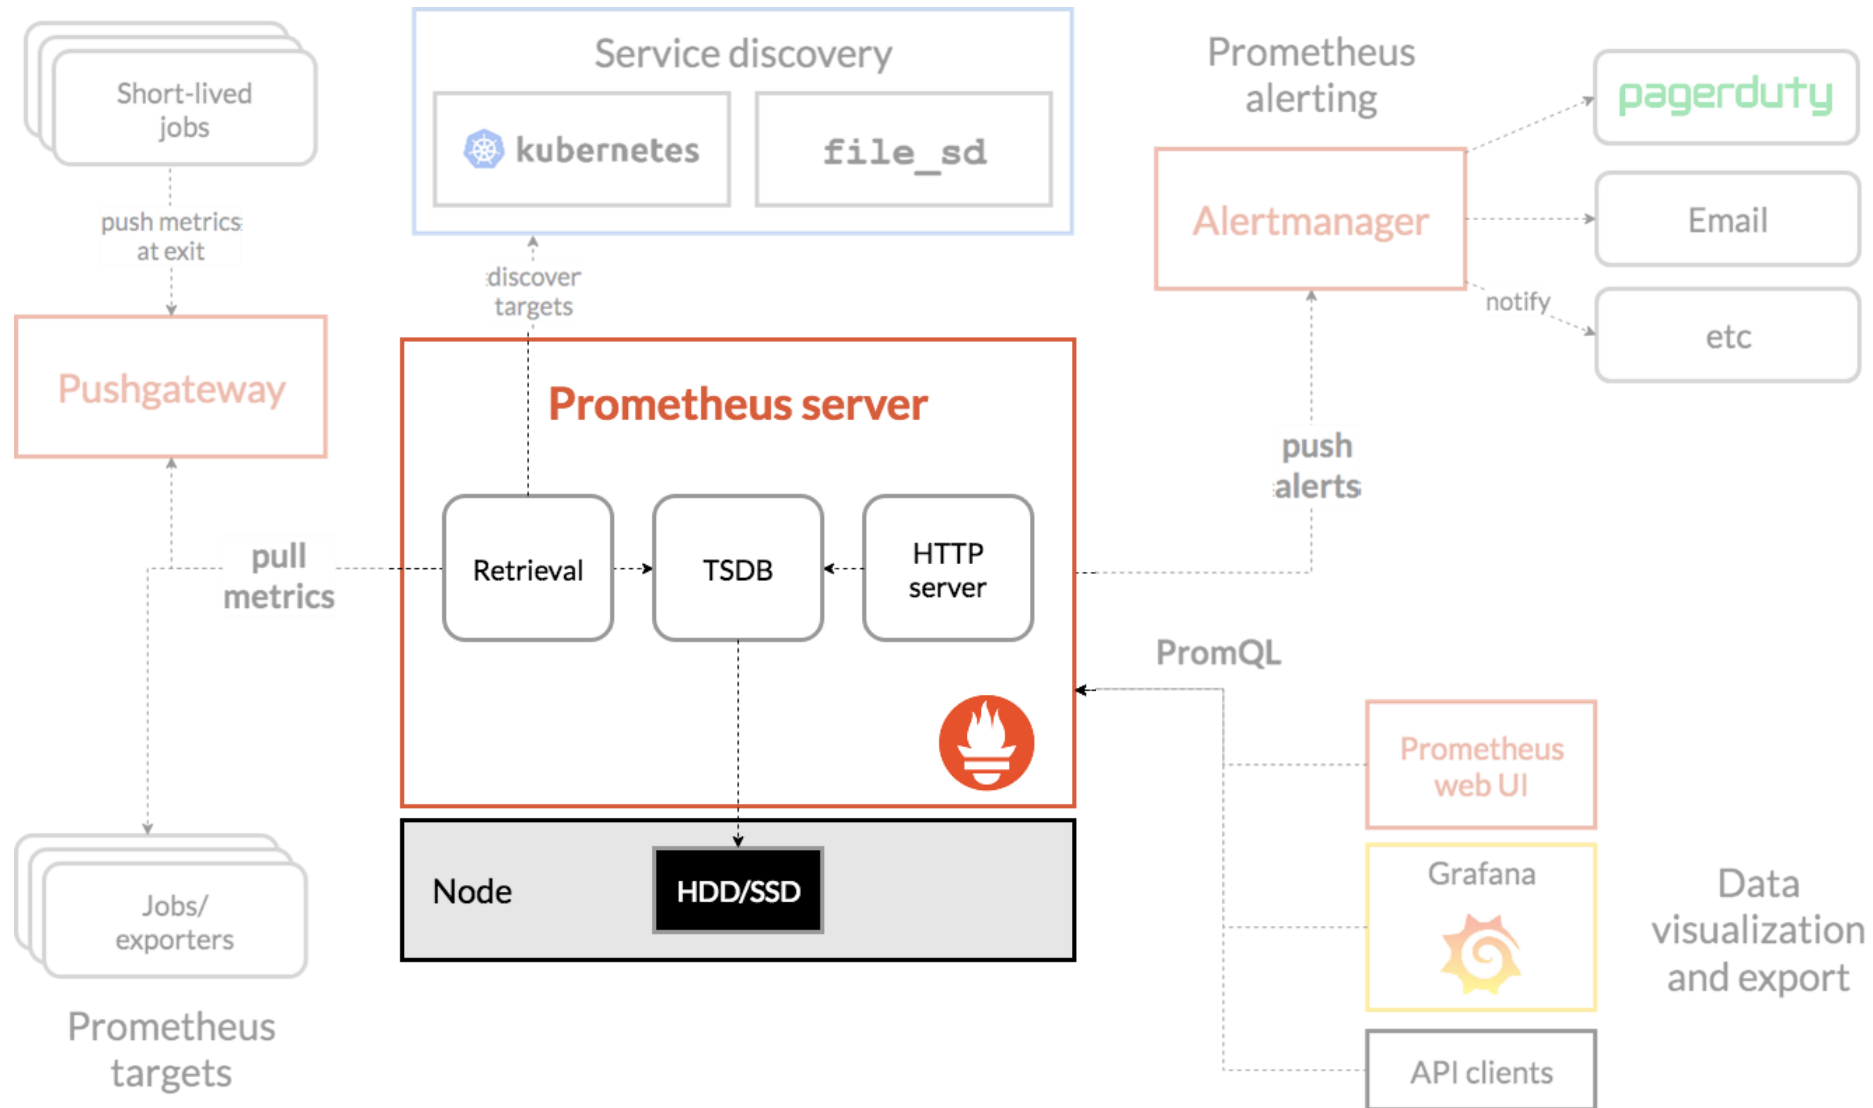 Short-lived
jobs
push metrics
at exit
Pushgateway
pull
metrics
Jobs/
exporters
Prometheus
targets
Service discovery
kubernetes
file_sd
discover
targets
Prometheus server
Retrieval
TSDB
HTTP
server
Node
HDD/SSD
Prometheus
alerting
Alertmanager
pagerduty
Email
notify
etc
push
alerts
PromQL
Prometheus
web UI
Grafana
API clients
Data
visualization
and export